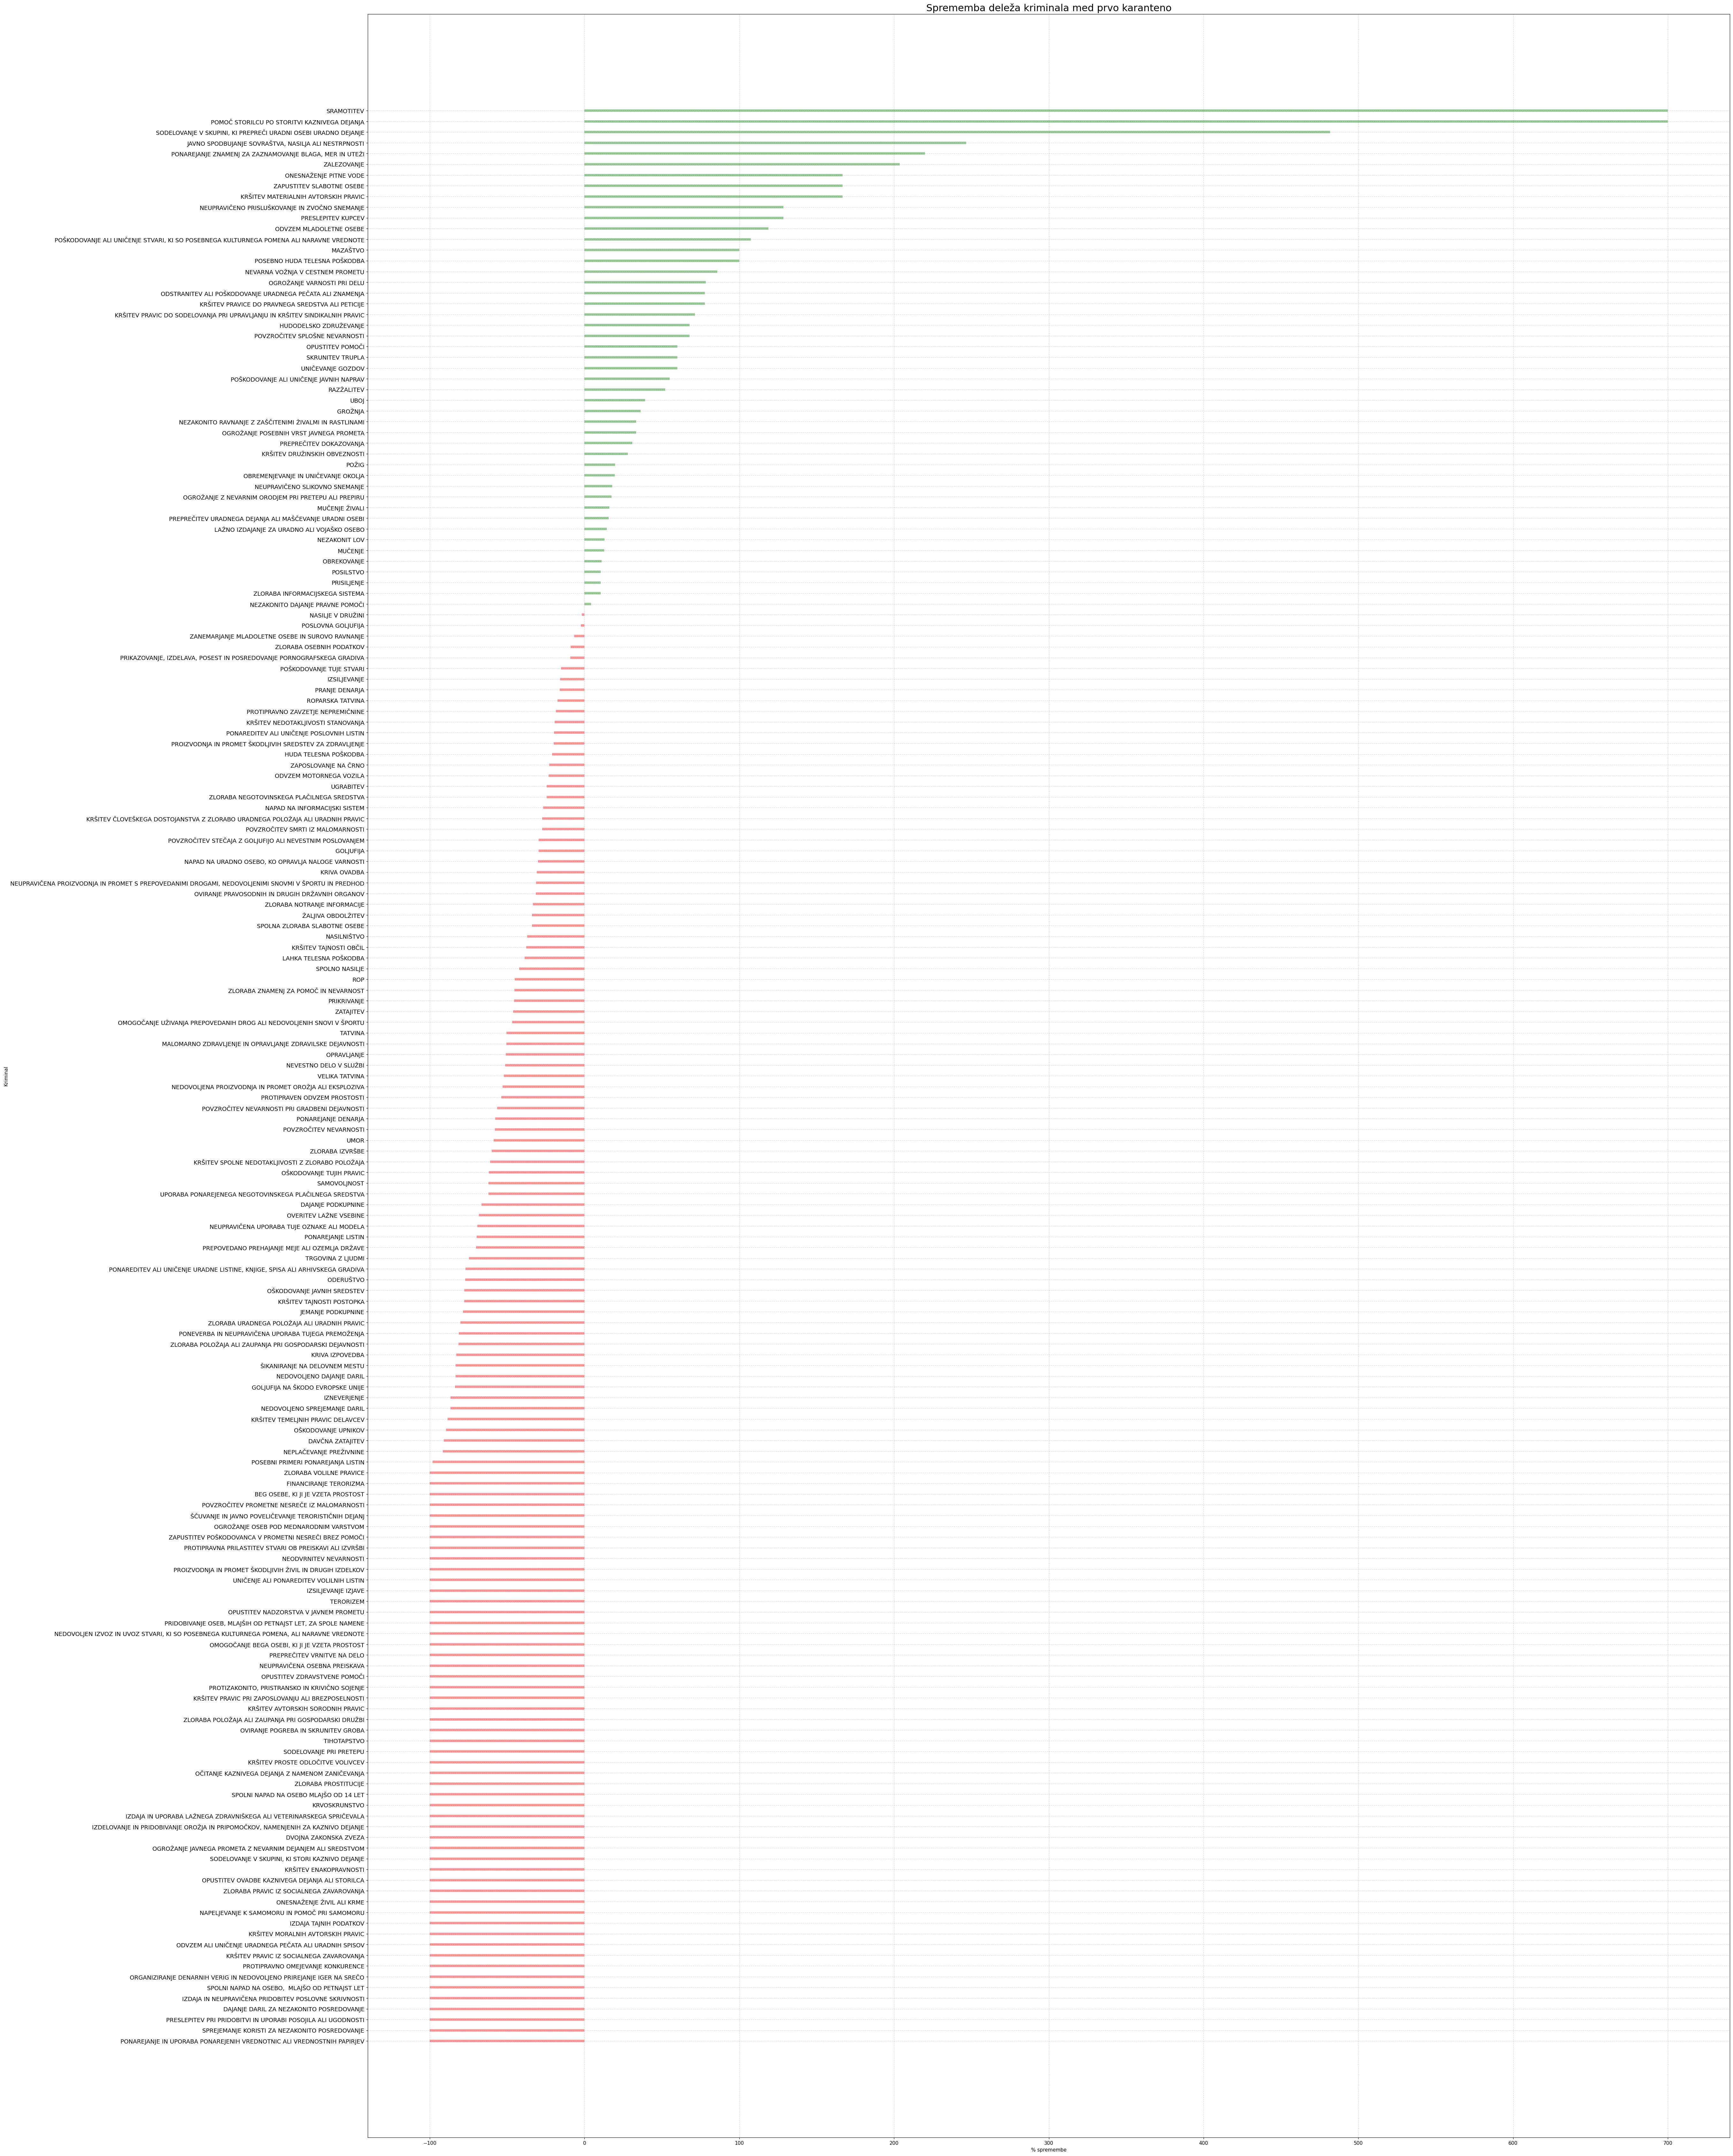 Sprememba deleža kriminala med prvo karanteno
SRAMOTITEV
POMOČ STORILCU PO STORITVI KAZNIVEGA DEJANJA
SODELOVANJE V SKUPINI, KI PREPREČI URADNI OSEBI URADNO DEJANJE
JAVNO SPODBUJANJE SOVRAŠTVA, NASILJA ALI NESTRPNOSTI
PONAREJANJE ZNAMENJ ZA ZAZNAMOVANJE BLAGA, MER IN UTEŽI
ZALEZOVANJE
ONESNAŽENJE PITNE VODE
ZAPUSTITEV SLABOTNE OSEBE
KRŠITEV MATERIALNIH AVTORSKIH PRAVIC
NEUPRAVIČENO PRISLUŠKOVANJE IN ZVOČNO SNEMANJE
PRESLEPITEV KUPCEV
ODVZEM MLADOLETNE OSEBE
POŠKODOVANJE ALI UNIČENJE STVARI, KI SO POSEBNEGA KULTURNEGA POMENA ALI NARAVNE VREDNOTE
MAZAŠTVO
POSEBNO HUDA TELESNA POŠKODBA
NEVARNA VOŽNJA V CESTNEM PROMETU
OGROŽANJE VARNOSTI PRI DELU
ODSTRANITEV ALI POŠKODOVANJE URADNEGA PEČATA ALI ZNAMENJA
KRŠITEV PRAVICE DO PRAVNEGA SREDSTVA ALI PETICIJE
KRŠITEV PRAVIC DO SODELOVANJA PRI UPRAVLJANJU IN KRŠITEV SINDIKALNIH PRAVIC
HUDODELSKO ZDRUŽEVANJE
POVZROČITEV SPLOŠNE NEVARNOSTI
OPUSTITEV POMOČI
SKRUNITEV TRUPLA
UNIČEVANJE GOZDOV
POŠKODOVANJE ALI UNIČENJE JAVNIH NAPRAV
RAZŽALITEV
UBOJ
GROŽNJA
NEZAKONITO RAVNANJE Z ZAŠČITENIMI ŽIVALMI IN RASTLINAMI
OGROŽANJE POSEBNIH VRST JAVNEGA PROMETA
PREPREČITEV DOKAZOVANJA
KRŠITEV DRUŽINSKIH OBVEZNOSTI
POŽIG
OBREMENJEVANJE IN UNIČEVANJE OKOLJA
NEUPRAVIČENO SLIKOVNO SNEMANJE
OGROŽANJE Z NEVARNIM ORODJEM PRI PRETEPU ALI PREPIRU
MUČENJE ŽIVALI
PREPREČITEV URADNEGA DEJANJA ALI MAŠČEVANJE URADNI OSEBI
LAŽNO IZDAJANJE ZA URADNO ALI VOJAŠKO OSEBO
NEZAKONIT LOV
MUČENJE
OBREKOVANJE
POSILSTVO
PRISILJENJE
ZLORABA INFORMACIJSKEGA SISTEMA
NEZAKONITO DAJANJE PRAVNE POMOČI
NASILJE V DRUŽINI
POSLOVNA GOLJUFIJA
ZANEMARJANJE MLADOLETNE OSEBE IN SUROVO RAVNANJE
ZLORABA OSEBNIH PODATKOV
PRIKAZOVANJE, IZDELAVA, POSEST IN POSREDOVANJE PORNOGRAFSKEGA GRADIVA
POŠKODOVANJE TUJE STVARI
IZSILJEVANJE
PRANJE DENARJA
ROPARSKA TATVINA
PROTIPRAVNO ZAVZETJE NEPREMIČNINE
KRŠITEV NEDOTAKLJIVOSTI STANOVANJA
PONAREDITEV ALI UNIČENJE POSLOVNIH LISTIN
PROIZVODNJA IN PROMET ŠKODLJIVIH SREDSTEV ZA ZDRAVLJENJE
HUDA TELESNA POŠKODBA
ZAPOSLOVANJE NA ČRNO
ODVZEM MOTORNEGA VOZILA
UGRABITEV
ZLORABA NEGOTOVINSKEGA PLAČILNEGA SREDSTVA
NAPAD NA INFORMACIJSKI SISTEM
KRŠITEV ČLOVEŠKEGA DOSTOJANSTVA Z ZLORABO URADNEGA POLOŽAJA ALI URADNIH PRAVIC
POVZROČITEV SMRTI IZ MALOMARNOSTI
POVZROČITEV STEČAJA Z GOLJUFIJO ALI NEVESTNIM POSLOVANJEM
GOLJUFIJA
NAPAD NA URADNO OSEBO, KO OPRAVLJA NALOGE VARNOSTI
KRIVA OVADBA
NEUPRAVIČENA PROIZVODNJA IN PROMET S PREPOVEDANIMI DROGAMI, NEDOVOLJENIMI SNOVMI V ŠPORTU IN PREDHOD
OVIRANJE PRAVOSODNIH IN DRUGIH DRŽAVNIH ORGANOV
ZLORABA NOTRANJE INFORMACIJE
ŽALJIVA OBDOLŽITEV
SPOLNA ZLORABA SLABOTNE OSEBE
NASILNIŠTVO
KRŠITEV TAJNOSTI OBČIL
LAHKA TELESNA POŠKODBA
SPOLNO NASILJE
ROP
ZLORABA ZNAMENJ ZA POMOČ IN NEVARNOST
PRIKRIVANJE
ZATAJITEV
OMOGOČANJE UŽIVANJA PREPOVEDANIH DROG ALI NEDOVOLJENIH SNOVI V ŠPORTU
TATVINA
MALOMARNO ZDRAVLJENJE IN OPRAVLJANJE ZDRAVILSKE DEJAVNOSTI
OPRAVLJANJE
NEVESTNO DELO V SLUŽBI
VELIKA TATVINA
NEDOVOLJENA PROIZVODNJA IN PROMET OROŽJA ALI EKSPLOZIVA
PROTIPRAVEN ODVZEM PROSTOSTI
POVZROČITEV NEVARNOSTI PRI GRADBENI DEJAVNOSTI
PONAREJANJE DENARJA
POVZROČITEV NEVARNOSTI
UMOR
ZLORABA IZVRŠBE
KRŠITEV SPOLNE NEDOTAKLJIVOSTI Z ZLORABO POLOŽAJA
OŠKODOVANJE TUJIH PRAVIC
SAMOVOLJNOST
UPORABA PONAREJENEGA NEGOTOVINSKEGA PLAČILNEGA SREDSTVA
DAJANJE PODKUPNINE
OVERITEV LAŽNE VSEBINE
NEUPRAVIČENA UPORABA TUJE OZNAKE ALI MODELA
PONAREJANJE LISTIN
PREPOVEDANO PREHAJANJE MEJE ALI OZEMLJA DRŽAVE
TRGOVINA Z LJUDMI
PONAREDITEV ALI UNIČENJE URADNE LISTINE, KNJIGE, SPISA ALI ARHIVSKEGA GRADIVA
ODERUŠTVO
OŠKODOVANJE JAVNIH SREDSTEV
KRŠITEV TAJNOSTI POSTOPKA
JEMANJE PODKUPNINE
ZLORABA URADNEGA POLOŽAJA ALI URADNIH PRAVIC
PONEVERBA IN NEUPRAVIČENA UPORABA TUJEGA PREMOŽENJA
ZLORABA POLOŽAJA ALI ZAUPANJA PRI GOSPODARSKI DEJAVNOSTI
KRIVA IZPOVEDBA
ŠIKANIRANJE NA DELOVNEM MESTU
NEDOVOLJENO DAJANJE DARIL
GOLJUFIJA NA ŠKODO EVROPSKE UNIJE
IZNEVERJENJE
NEDOVOLJENO SPREJEMANJE DARIL
KRŠITEV TEMELJNIH PRAVIC DELAVCEV
OŠKODOVANJE UPNIKOV
DAVČNA ZATAJITEV
NEPLAČEVANJE PREŽIVNINE
POSEBNI PRIMERI PONAREJANJA LISTIN
ZLORABA VOLILNE PRAVICE
FINANCIRANJE TERORIZMA
BEG OSEBE, KI JI JE VZETA PROSTOST
POVZROČITEV PROMETNE NESREČE IZ MALOMARNOSTI
ŠČUVANJE IN JAVNO POVELIČEVANJE TERORISTIČNIH DEJANJ
OGROŽANJE OSEB POD MEDNARODNIM VARSTVOM
ZAPUSTITEV POŠKODOVANCA V PROMETNI NESREČI BREZ POMOČI
PROTIPRAVNA PRILASTITEV STVARI OB PREISKAVI ALI IZVRŠBI
NEODVRNITEV NEVARNOSTI
PROIZVODNJA IN PROMET ŠKODLJIVIH ŽIVIL IN DRUGIH IZDELKOV
UNIČENJE ALI PONAREDITEV VOLILNIH LISTIN
IZSILJEVANJE IZJAVE
TERORIZEM
OPUSTITEV NADZORSTVA V JAVNEM PROMETU
PRIDOBIVANJE OSEB, MLAJŠIH OD PETNAJST LET, ZA SPOLE NAMENE
NEDOVOLJEN IZVOZ IN UVOZ STVARI, KI SO POSEBNEGA KULTURNEGA POMENA, ALI NARAVNE VREDNOTE
OMOGOČANJE BEGA OSEBI, KI JI JE VZETA PROSTOST
PREPREČITEV VRNITVE NA DELO
NEUPRAVIČENA OSEBNA PREISKAVA
OPUSTITEV ZDRAVSTVENE POMOČI
PROTIZAKONITO, PRISTRANSKO IN KRIVIČNO SOJENJE
KRŠITEV PRAVIC PRI ZAPOSLOVANJU ALI BREZPOSELNOSTI
KRŠITEV AVTORSKIH SORODNIH PRAVIC
ZLORABA POLOŽAJA ALI ZAUPANJA PRI GOSPODARSKI DRUŽBI
OVIRANJE POGREBA IN SKRUNITEV GROBA
TIHOTAPSTVO
SODELOVANJE PRI PRETEPU
KRŠITEV PROSTE ODLOČITVE VOLIVCEV
OČITANJE KAZNIVEGA DEJANJA Z NAMENOM ZANIČEVANJA
ZLORABA PROSTITUCIJE
SPOLNI NAPAD NA OSEBO MLAJŠO OD 14 LET
KRVOSKRUNSTVO
IZDAJA IN UPORABA LAŽNEGA ZDRAVNIŠKEGA ALI VETERINARSKEGA SPRIČEVALA
IZDELOVANJE IN PRIDOBIVANJE OROŽJA IN PRIPOMOČKOV, NAMENJENIH ZA KAZNIVO DEJANJE
DVOJNA ZAKONSKA ZVEZA
OGROŽANJE JAVNEGA PROMETA Z NEVARNIM DEJANJEM ALI SREDSTVOM
SODELOVANJE V SKUPINI, KI STORI KAZNIVO DEJANJE
KRŠITEV ENAKOPRAVNOSTI
OPUSTITEV OVADBE KAZNIVEGA DEJANJA ALI STORILCA
ZLORABA PRAVIC IZ SOCIALNEGA ZAVAROVANJA
ONESNAŽENJE ŽIVIL ALI KRME
NAPELJEVANJE K SAMOMORU IN POMOČ PRI SAMOMORU
IZDAJA TAJNIH PODATKOV
KRŠITEV MORALNIH AVTORSKIH PRAVIC
ODVZEM ALI UNIČENJE URADNEGA PEČATA ALI URADNIH SPISOV
KRŠITEV PRAVIC IZ SOCIALNEGA ZAVAROVANJA
PROTIPRAVNO OMEJEVANJE KONKURENCE
ORGANIZIRANJE DENARNIH VERIG IN NEDOVOLJENO PRIREJANJE IGER NA SREČO
SPOLNI NAPAD NA OSEBO, MLAJŠO OD PETNAJST LET
IZDAJA IN NEUPRAVIČENA PRIDOBITEV POSLOVNE SKRIVNOSTI
DAJANJE DARIL ZA NEZAKONITO POSREDOVANJE
PRESLEPITEV PRI PRIDOBITVI IN UPORABI POSOJILA ALI UGODNOSTI
SPREJEMANJE KORISTI ZA NEZAKONITO POSREDOVANJE
PONAREJANJE IN UPORABA PONAREJENIH VREDNOTNIC ALI VREDNOSTNIH PAPIRJEV
Kriminal
−100 0 100 200 300 400 500 600 700
% spremembe